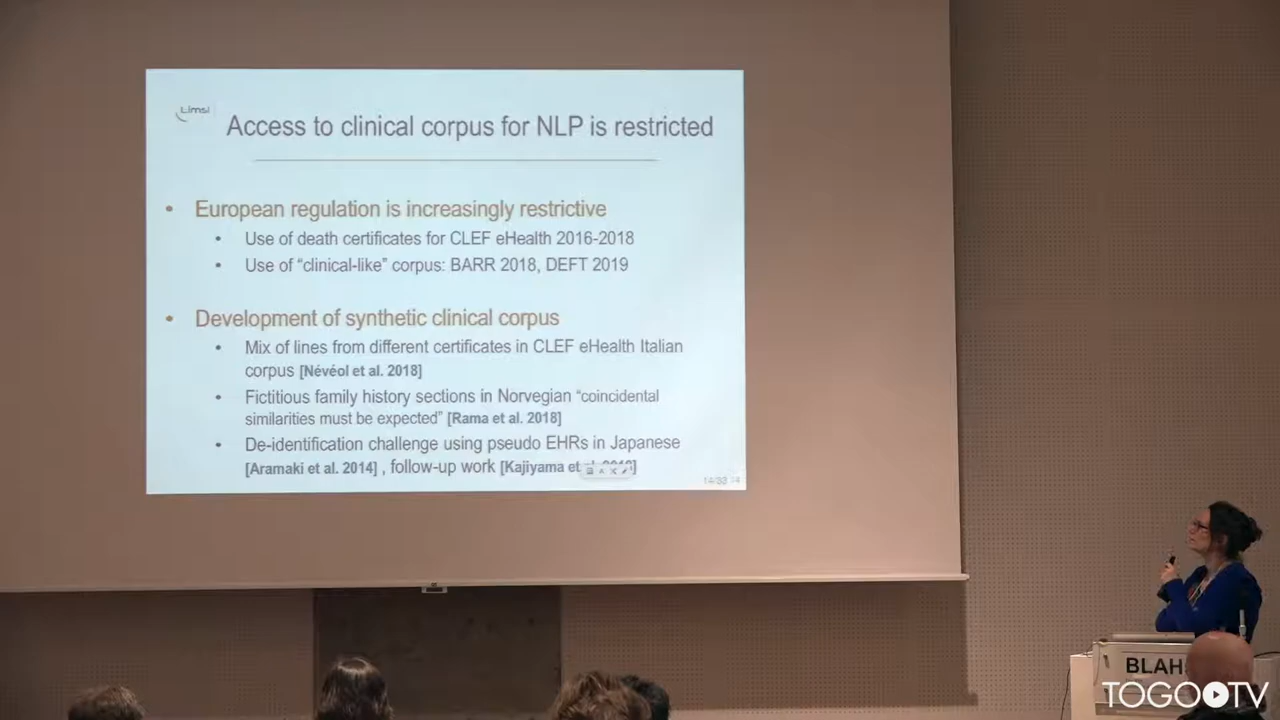 Limsi
Access to clinical corpus for NLP is restricted
• European regulation is increasingly restrictive
• Use of death certificates for CLEF eHealth 2016-2018
• Use of “clinical-like” corpus: BARR 2018, DEFT 2019
• Development of synthetic clinical corpus
• Mix of lines from different certificates in CLEF eHealth Italian
corpus [Névéol et al. 2018]
• Fictitious family history sections in Norvegian “coincidental
similarities must be expected” [Rama et al. 2018]
• De-identification challenge using pseudo EHRs in Japanese
[Aramaki et al. 2014] , follow-up work [Kajiyama et
BLAH
TOGOTV